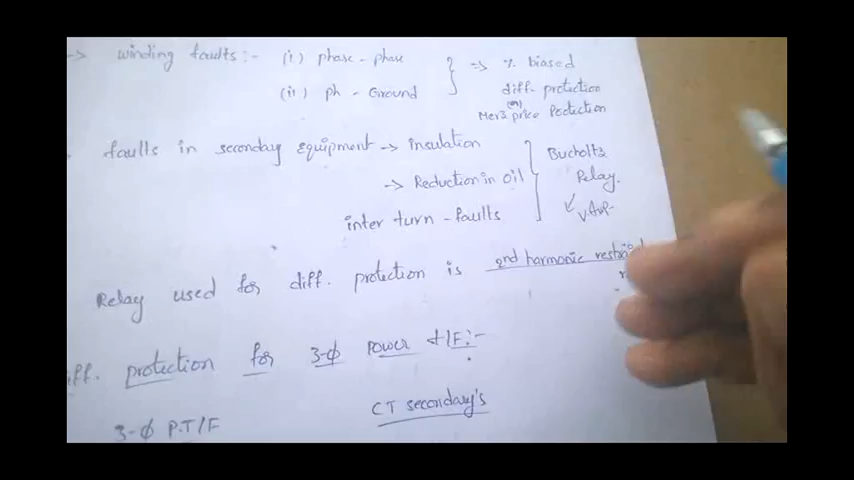 -> winding faults:- (i) phase - phase } => % biased
(ii) ph - Ground diff. protection
(or)
Merz price Protection
faults in secondary equipment -> insulation } Bucholtz
-> Reduction in oil Relay.
inter turn - faults
Relay used for diff. protection is 2nd harmonic
diff. protection for 3-ϕ Power t/F:-
3-ϕ P.T/F CT secondary's